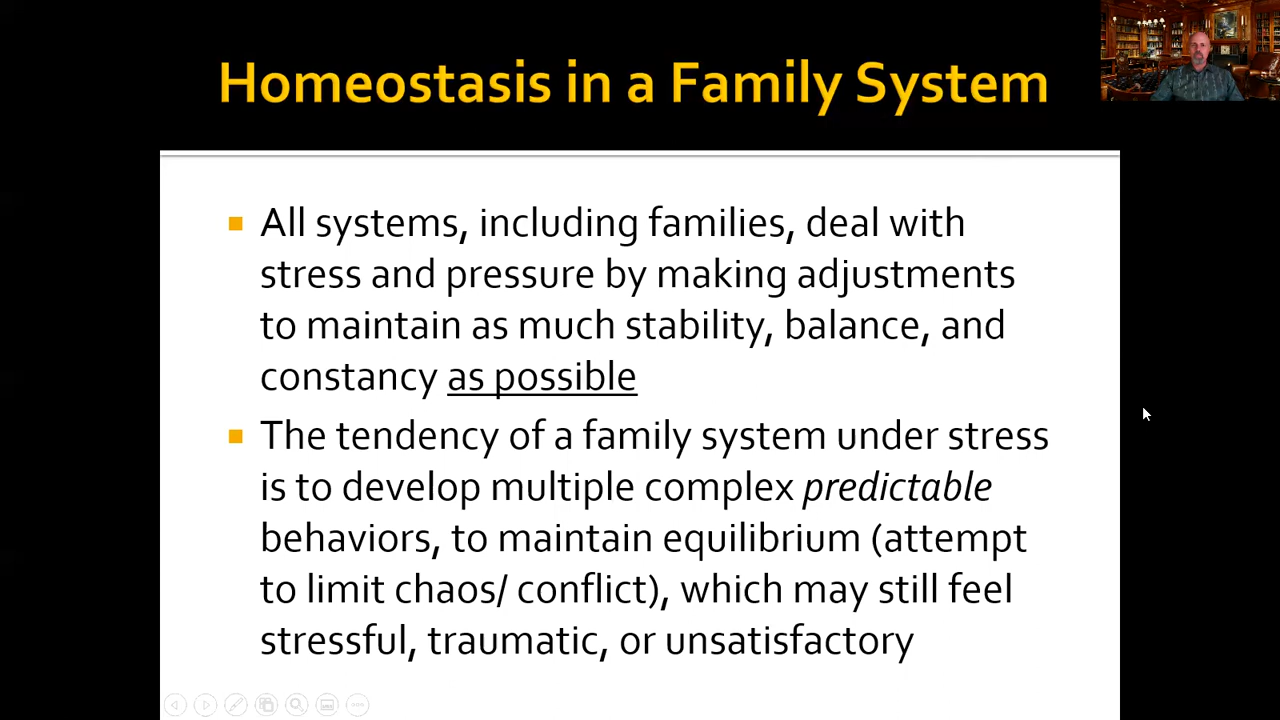 Homeostasis in a Family System
All systems, including families, deal with
stress and pressure by making adjustments
to maintain as much stability, balance, and
constancy as possible
The tendency of a family system under stress
is to develop multiple complex predictable
behaviors, to maintain equilibrium (attempt
to limit chaos/ conflict), which may still feel
stressful, traumatic, or unsatisfactory